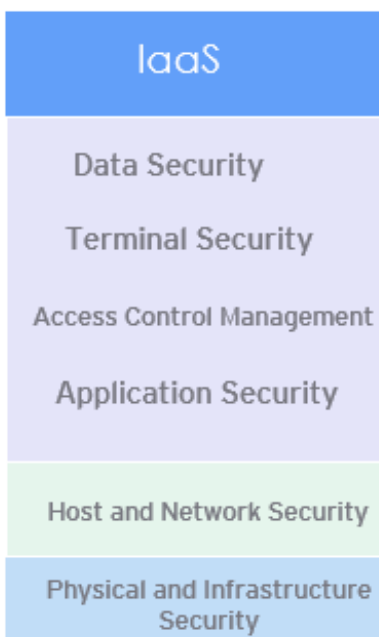 IaaS
Data Security
Terminal Security
Access Control Management
Application Security
Host and Network Security
Physical and Infrastructure
Security